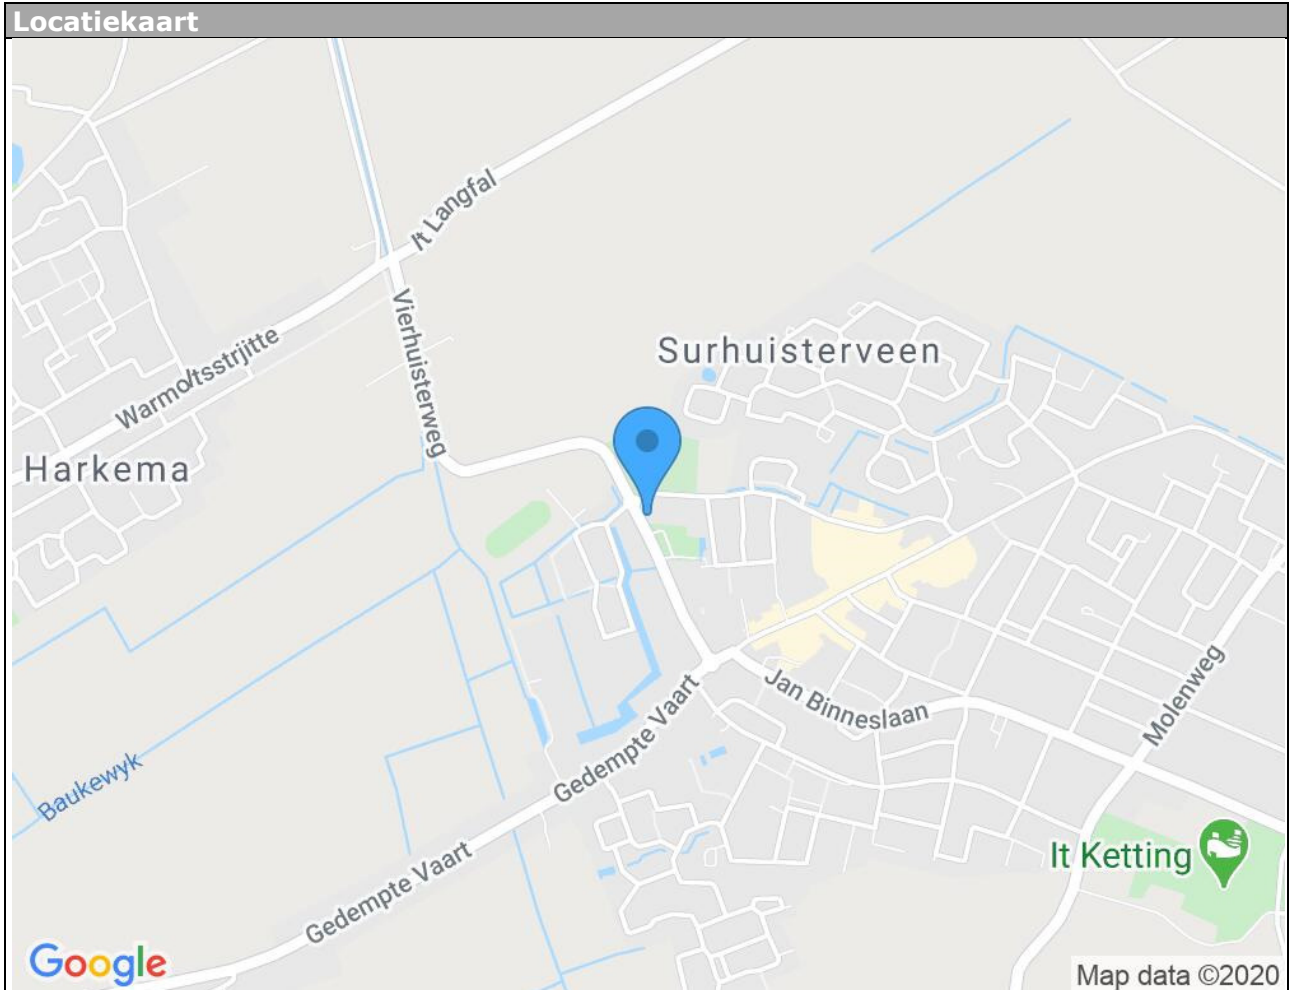 Locatiekaart
It Langfal
Vierhuisterweg
Warmoltsstrjitte
Surhuisterveen
Harkema
Jan Binneslaan
Molenweg
Gedempte Vaart
Baukewyk
It Ketting
Gedempte Vaart
Google
Map data ©2020